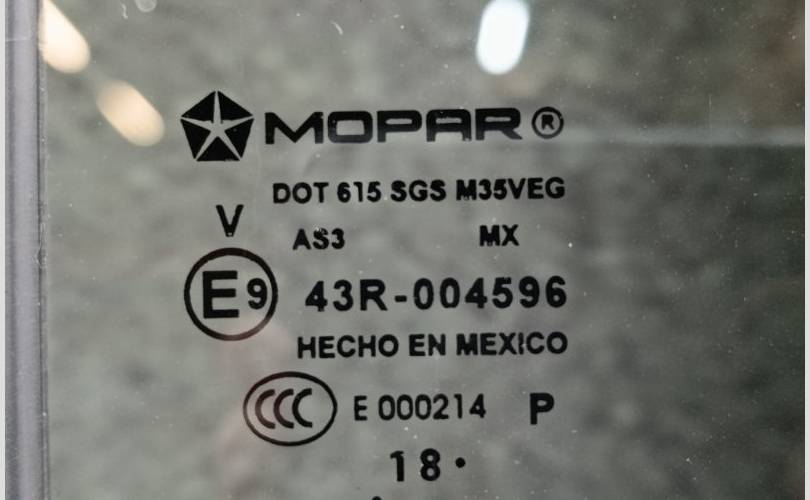 MOPAR®
DOT 615 SGS M35VEG
V
AS3 MX
E9 43R-004596
HECHO EN MEXICO
CCC E 000214 P
18·